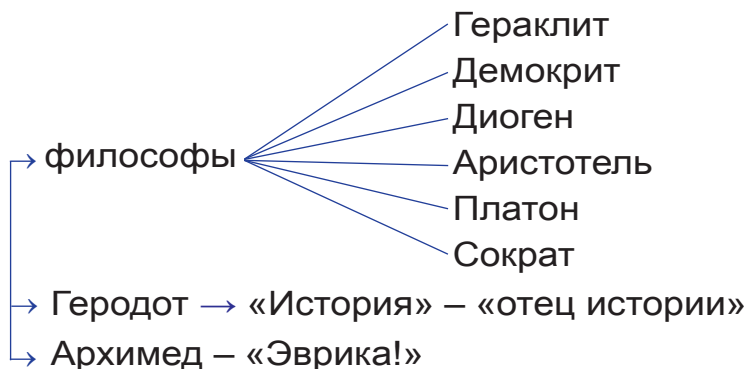 Гераклит
Демокрит
Диоген
философы
Аристотель
Платон
Сократ
Геродот → «История» – «отец истории»
Архимед – «Эврика!»